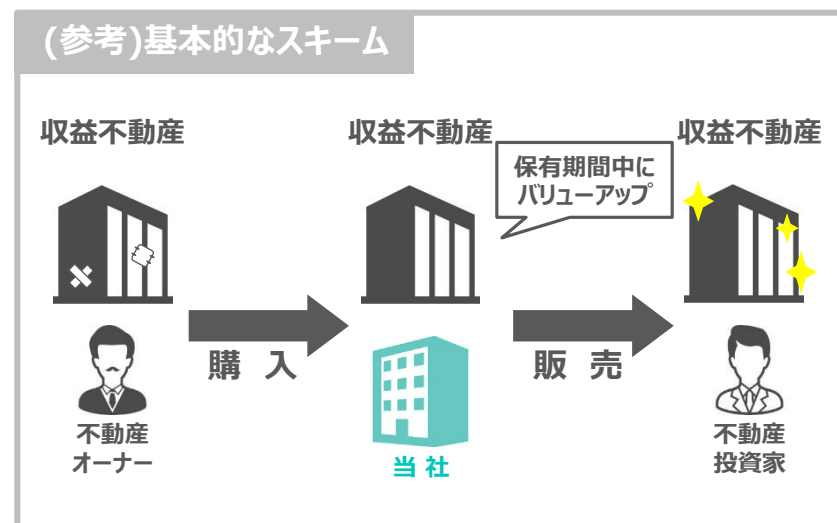 (参考)基本的なスキーム
収益不動産
収益不動産
収益不動産
保有期間中に
バリューアップ
購 入
販 売
不動産
オーナー
当 社
不動産
投資家